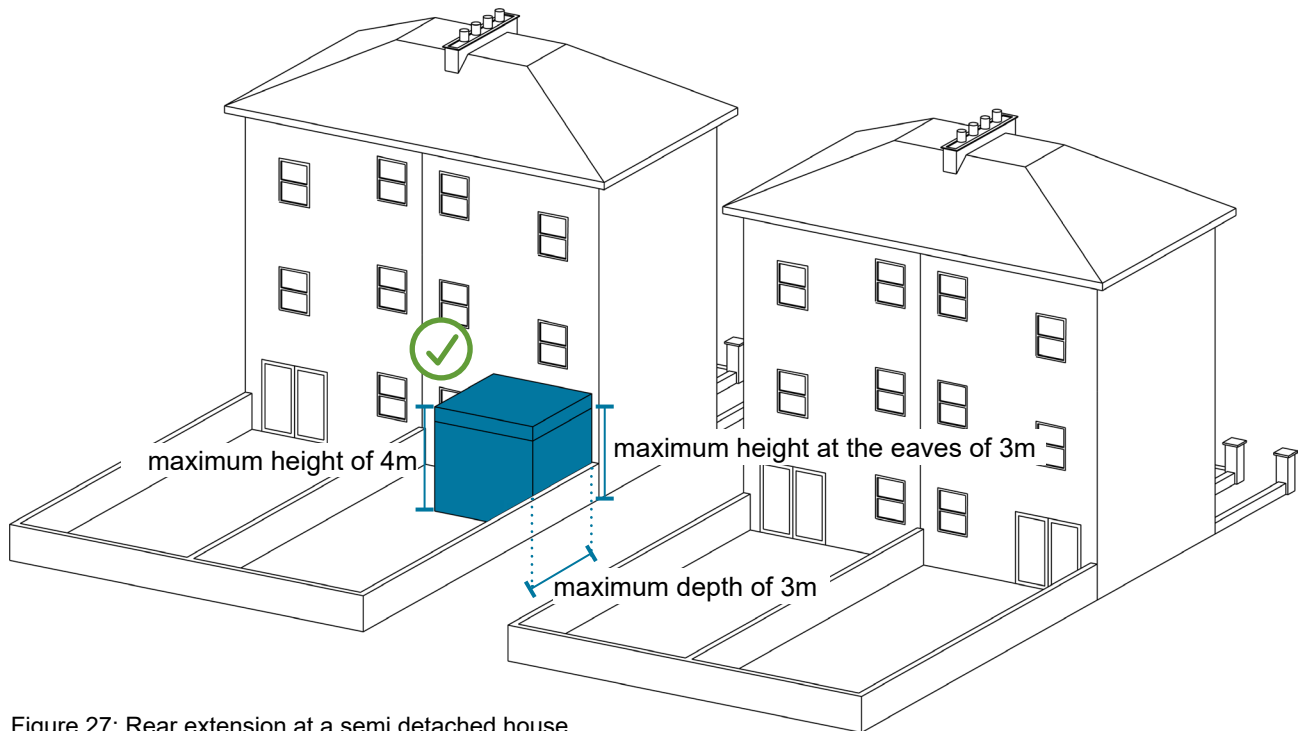 maximum height of 4m
maximum height at the eaves of 3m
maximum depth of 3m
Figure 27: Rear extension at a semi detached house